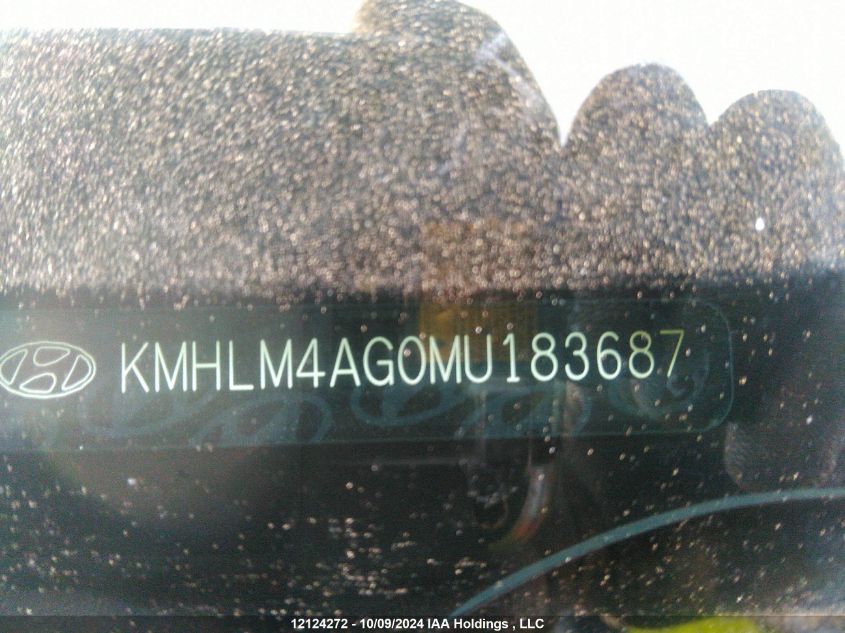 KMHLM4AG0MU183687
12124272 - 10/09/2024 IAA Holdings , LLC